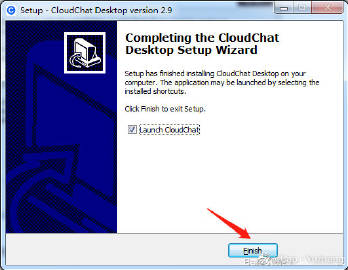 Setup - CloudChat Desktop version 2.9
Completing the CloudChat
Desktop Setup Wizard
Setup has finished installing CloudChat Desktop on your
computer. The application may be launched by selecting the
installed shortcuts.
Click Finish to exit Setup.
Launch CloudChat
Finish